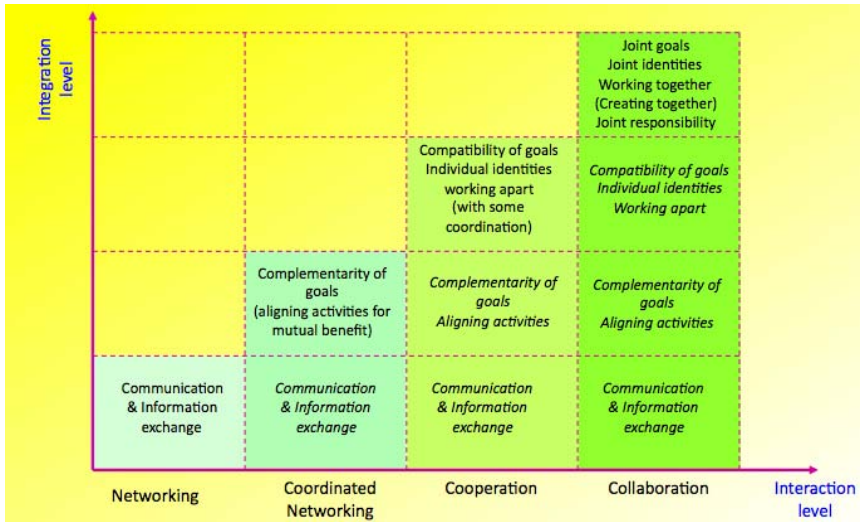 Integration
level
Joint goals
Joint identities
Working together
(Creating together)
Joint responsibility
Compatibility of goals
Individual identities
working apart
(with some
coordination)
Compatibility of goals
Individual identities
Working apart
Complementarity of
goals
(aligning activities for
mutual benefit)
Complementarity of
goals
Aligning activities
Complementarity of
goals
Aligning activities
Communication
& Information
exchange
Communication
& Information
exchange
Communication
& Information
exchange
Communication
& Information
exchange
Networking
Coordinated
Networking
Cooperation
Collaboration
Interaction
level